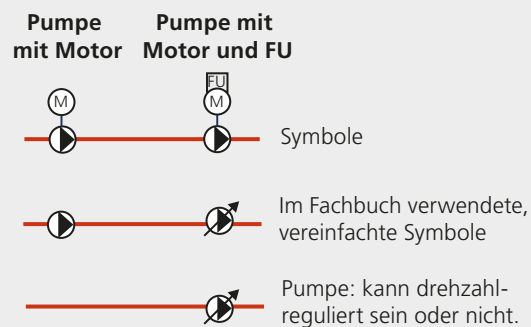 Pumpe
mit Motor
Pumpe mit
Motor und FU
FU
M
M
Symbole
Im Fachbuch verwendete,
vereinfachte Symbole
Pumpe: kann drehzahl-
reguliert sein oder nicht.